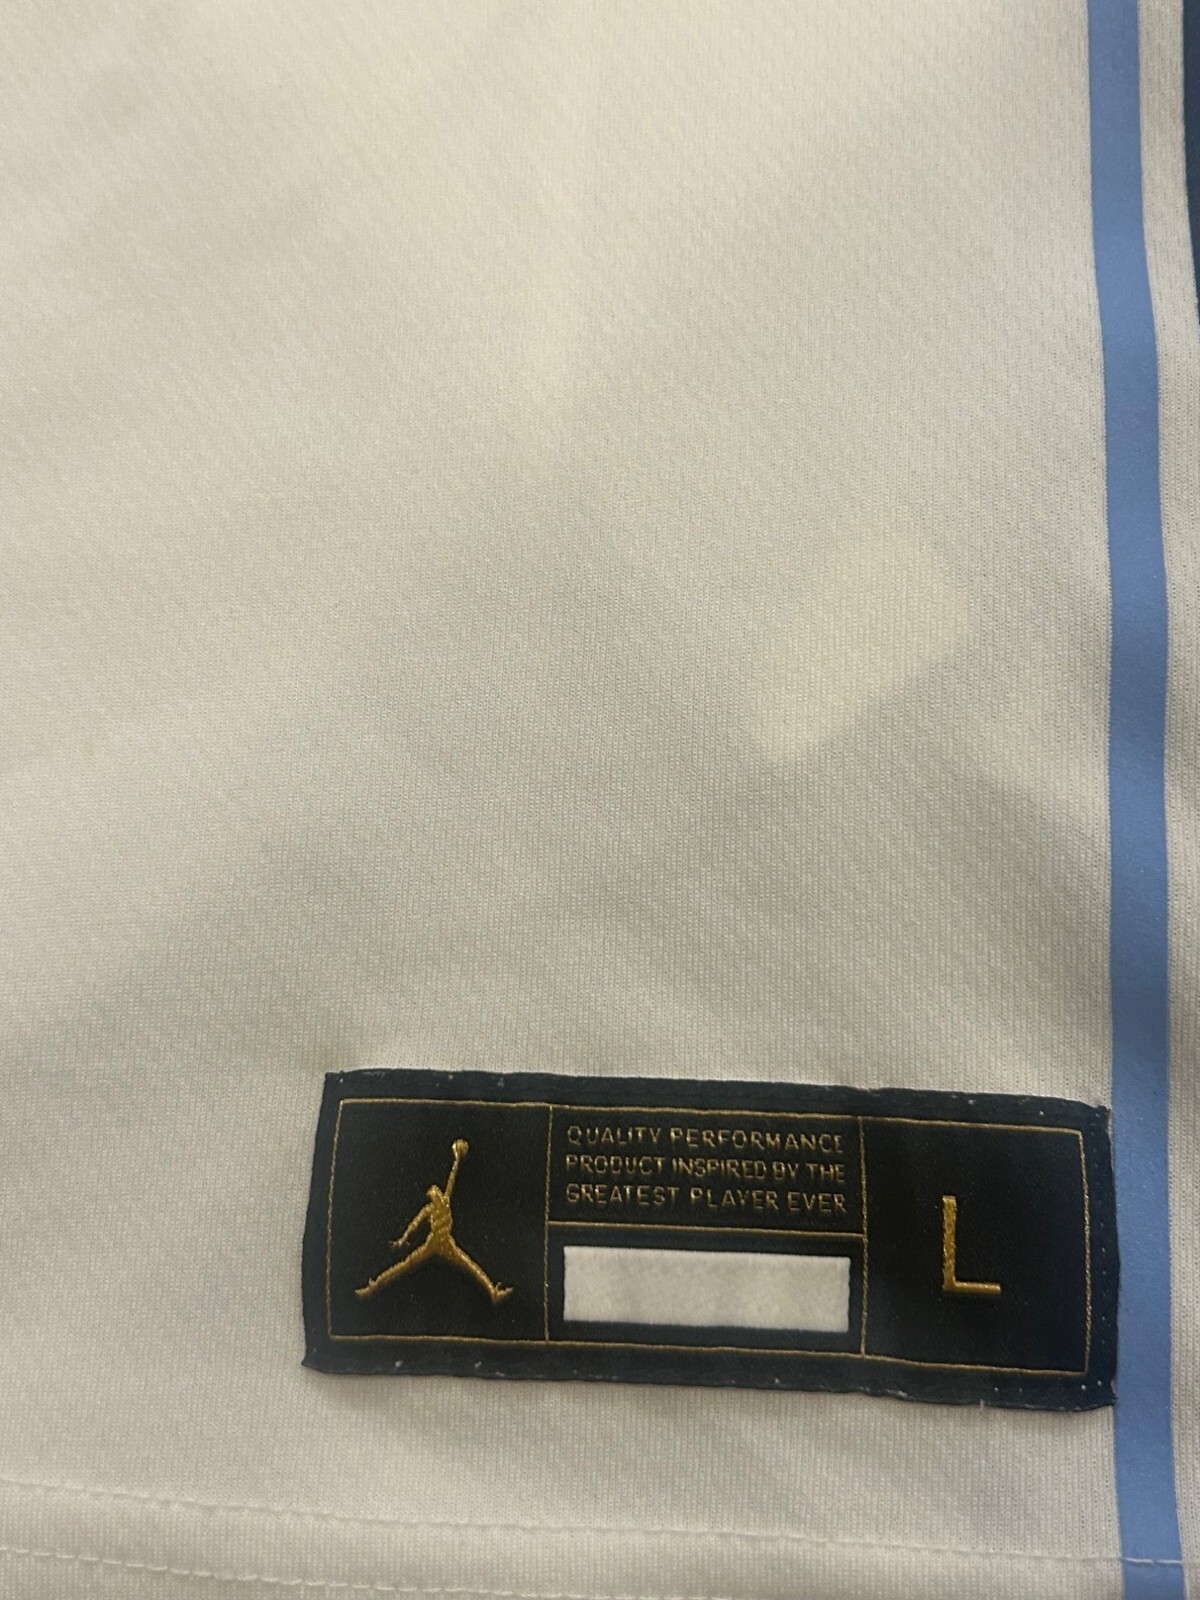 QUALITY PERFORMANCE
PRODUCT INSPIRED BY THE
GREATEST PLAYER EVER
L